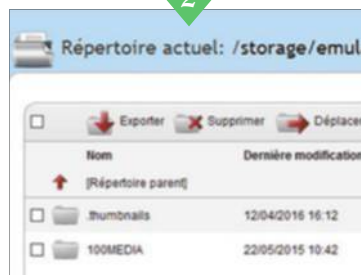 2
Répertoire actuel: /storage/emul
Exporter Supprimer Déplacer
Nom Dernière modification
[Répertoire parent]
.thumbnails 12/04/2016 16:12
100MEDIA 22/05/2015 10:42